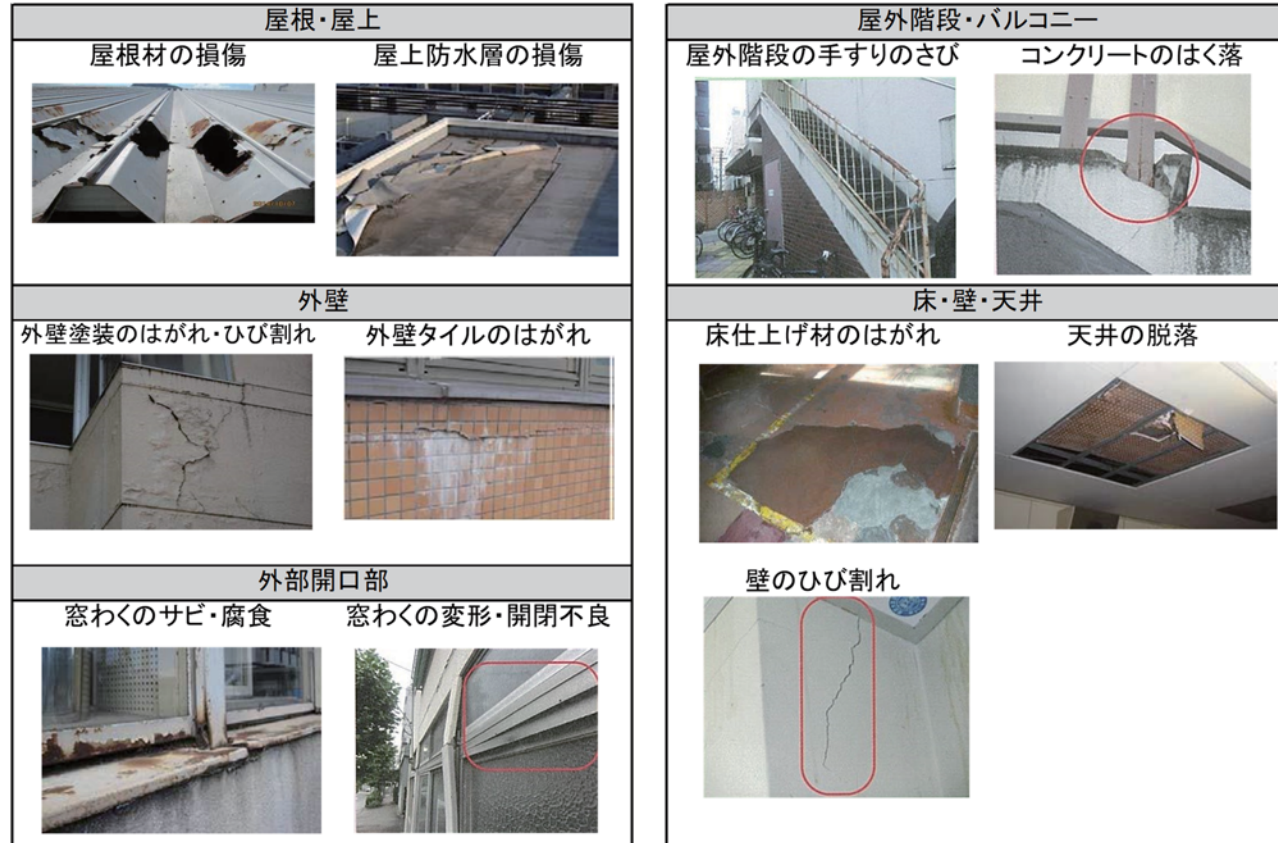 屋根・屋上
屋根材の損傷
屋上防水層の損傷
外壁
外壁塗装のはがれ・ひび割れ
外壁タイルのはがれ
外部開口部
窓わくのサビ・腐食
窓わくの変形・開閉不良
屋外階段・バルコニー
屋外階段の手すりのさび
コンクリートのはく落
床・壁・天井
床仕上げ材のはがれ
天井の脱落
壁のひび割れ